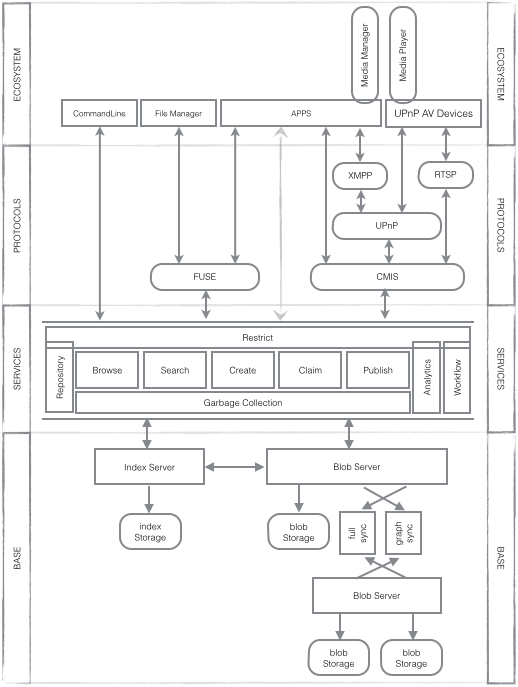 ECOSYSTEM
Media Manager
Media Player
ECOSYSTEM
CommandLine
File Manager
APPS
UPnP AV Devices
PROTOCOLS
XMPP
RTSP
PROTOCOLS
UPnP
FUSE
CMIS
SERVICES
Restrict
SERVICES
Repository
Browse
Search
Create
Claim
Publish
Analytics
Workflow
Garbage Collection
BASE
Index Server
Blob Server
BASE
index
Storage
blob
Storage
full
sync
graph
sync
Blob Server
blob
Storage
blob
Storage